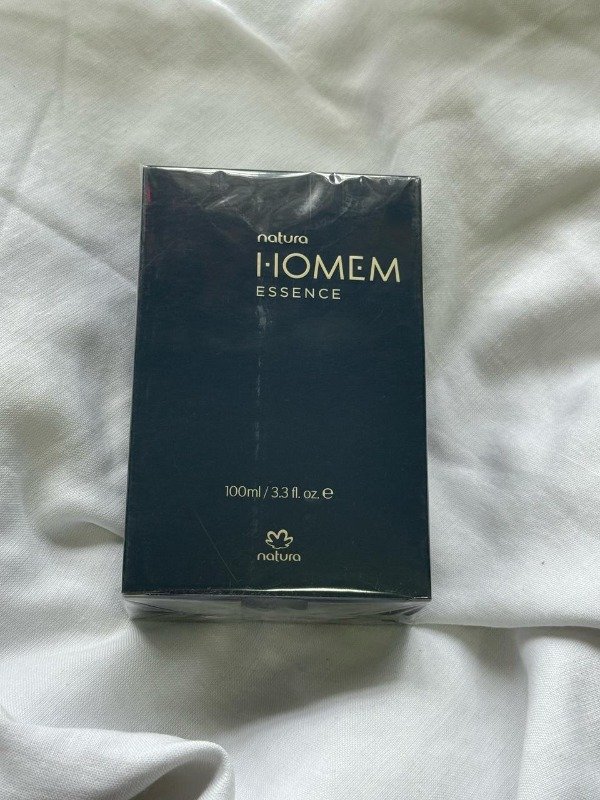 natura
HOMEM
ESSENCE
100ml / 3.3 fl. oz. ℮
natura